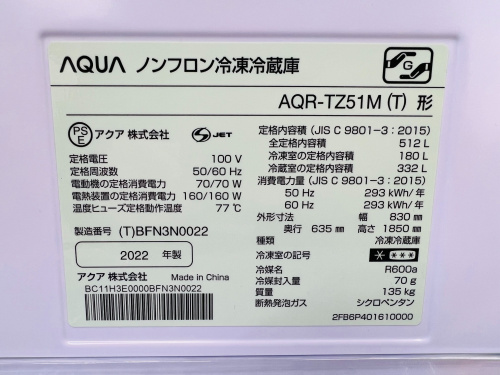 AQUA ノンフロン冷凍冷蔵庫
G
AQR-TZ51M (T) 形
PS
E
アクア 株式会社
S JET
定格電圧 100 V
定格周波数 50/60 Hz
電動機の定格消費電力 70/70 W
電熱装置の定格消費電力 160/160 W
温度ヒューズ定格動作温度 77 ℃
製造番号 (T)BFN3N0022
2022 年製
アクア 株式会社 Made in China
BC11H3E0000BFN3N0022
定格内容積 (JIS C 9801-3 : 2015)
全定格内容積 512 L
冷凍室の定格内容積 180 L
冷蔵室の定格内容積 332 L
消費電力量 (JIS C 9801-3 : 2015)
50 Hz 293 kWh/年
60 Hz 293 kWh/年
外形寸法 幅 830 mm
奥行 635 mm 高さ 1850 mm
種類 冷凍冷蔵庫
冷凍室の記号 * ***
冷媒名 R600a
冷媒封入量 70 g
質量 135 kg
断熱発泡ガス シクロペンタン
2FB6P401610000